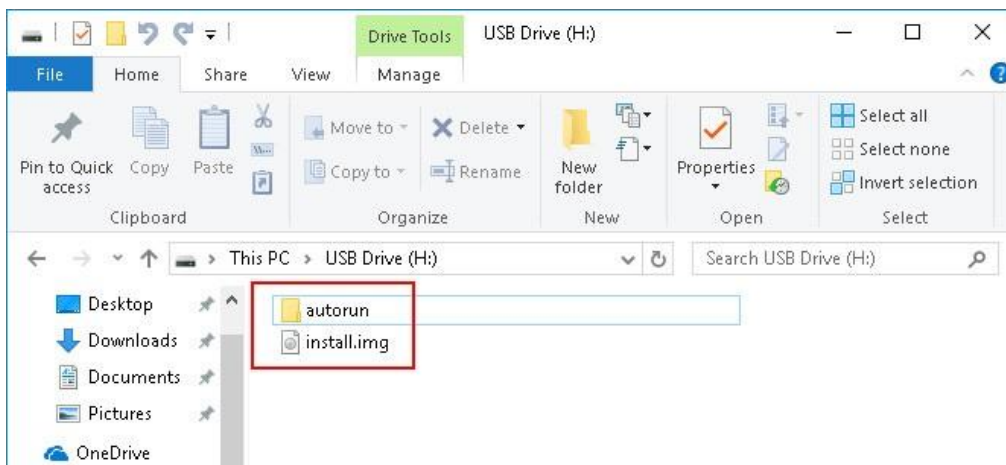 Drive Tools USB Drive (H:)
File Home Share View Manage
Move to Delete Select all
Pin to Quick access Copy Paste Copy to Rename New folder Properties Select none
Invert selection
Clipboard Organize New Open Select
This PC > USB Drive (H:) Search USB Drive (H:)
Desktop autorun
Downloads install.img
Documents
Pictures
OneDrive